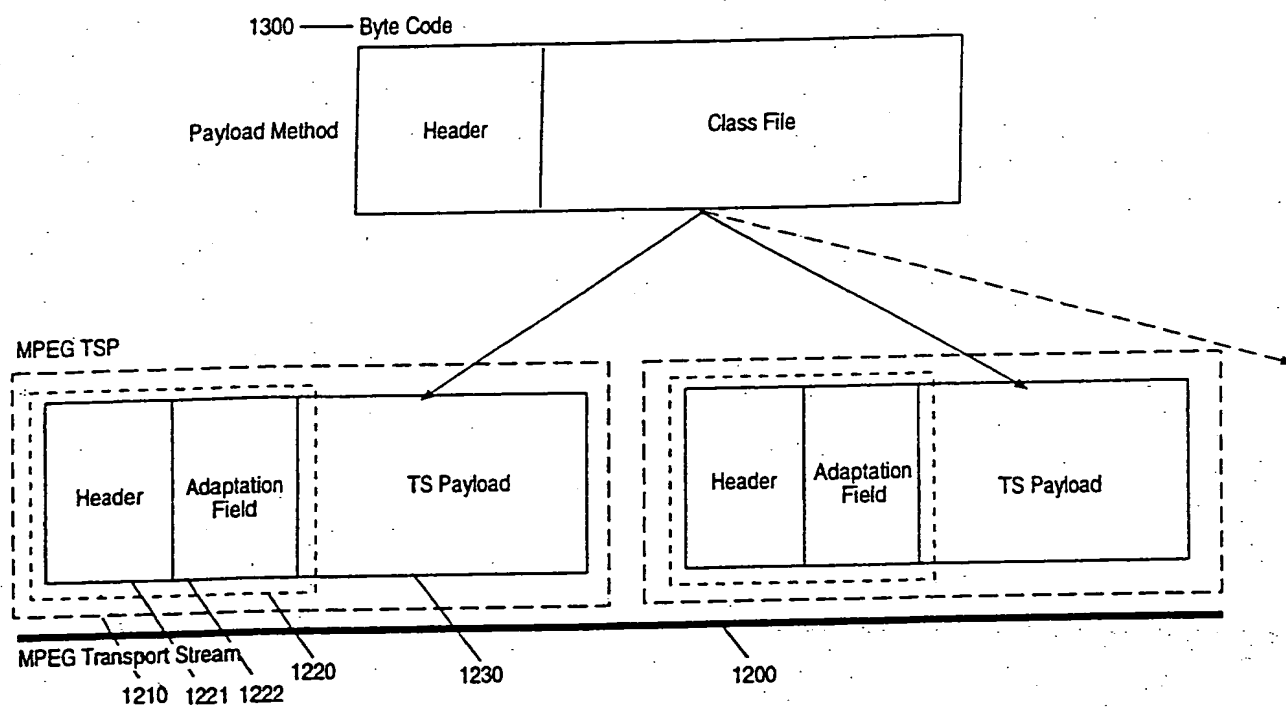 1300 Byte Code
Payload Method
Header
Class File
MPEG TSP
Header
Adaptation
Field
TS Payload
Header
Adaptation
Field
TS Payload
MPEG Transport Stream
1210
1221
1222
1220
1230
1200